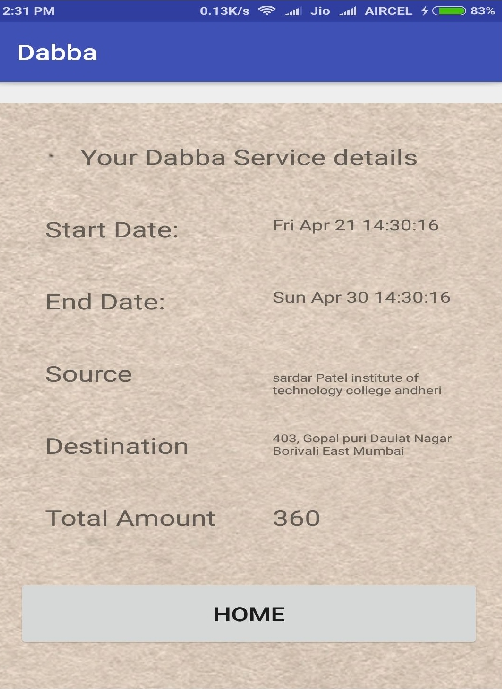 2:31 PM 0.13K/s Jio AIRCEL 83%
Dabba
Your Dabba Service details
Start Date: Fri Apr 21 14:30:16
End Date: Sun Apr 30 14:30:16
Source sardar Patel institute of
technology college andheri
Destination 403, Gopal puri Daulat Nagar
Borivali East Mumbai
Total Amount 360
HOME